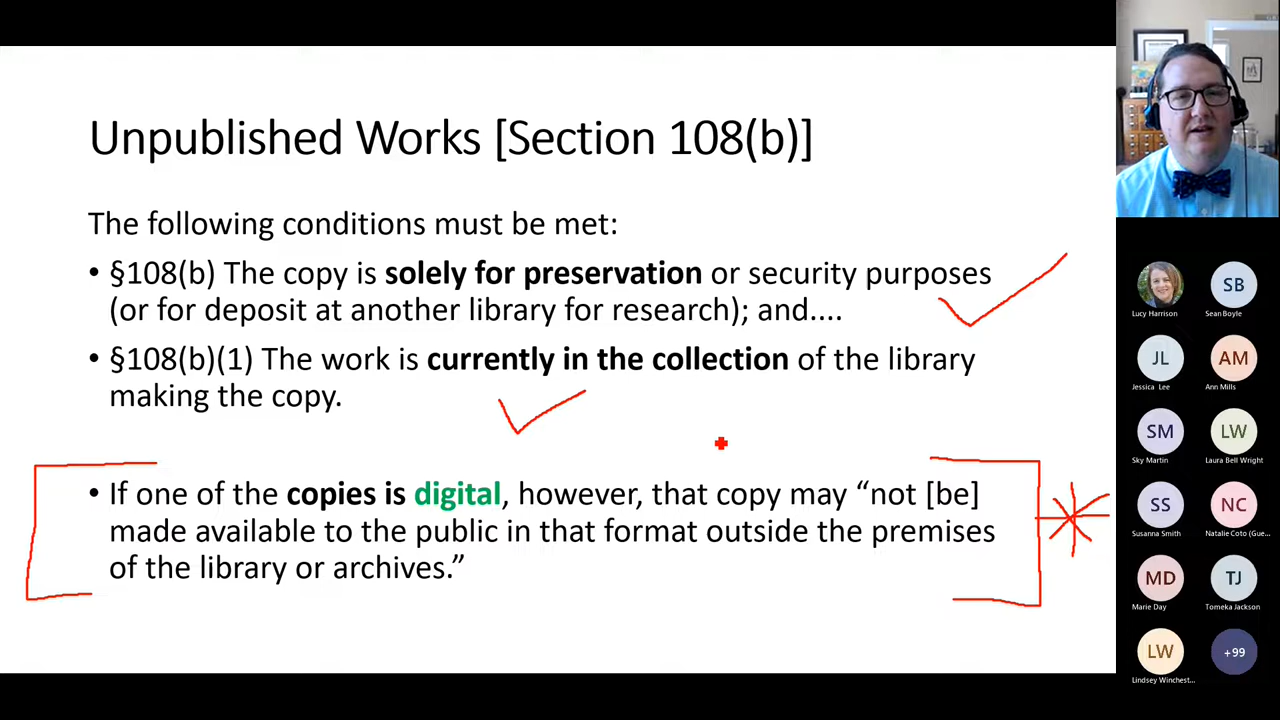 Unpublished Works [Section 108(b)]
The following conditions must be met:
• §108(b) The copy is solely for preservation or security purposes
(or for deposit at another library for research); and....
• §108(b)(1) The work is currently in the collection of the library
making the copy.
• If one of the copies is digital, however, that copy may “not [be]
made available to the public in that format outside the premises
of the library or archives.”
SB
Lucy Harrison
Sean Boyle
JL
AM
Jessica Lee
Ann Mills
SM
LW
Sky Martin
Laura Bell Wright
SS
NC
Susanna Smith
Natalie Coto (Gue...
MD
TJ
Marie Day
Tomeka Jackson
LW
+99
Lindsey Winchest...